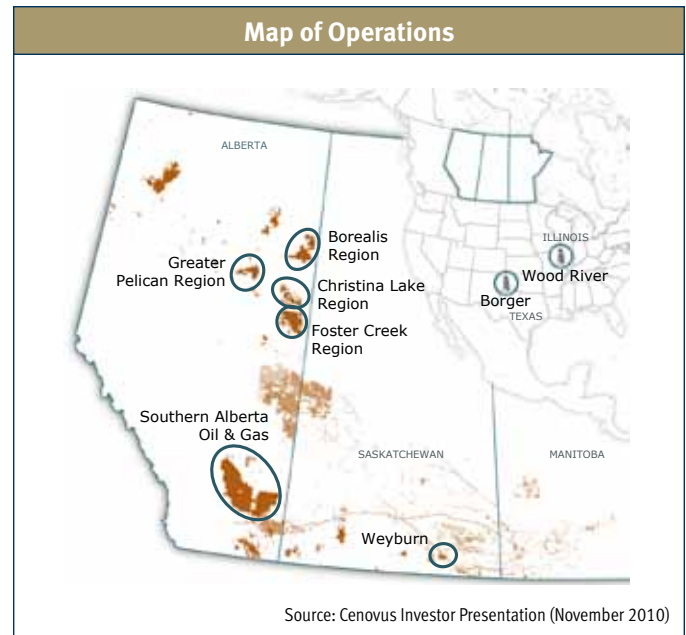 Map of Operations
ALBERTA
Borealis
Region
Greater
Pelican Region
Christina Lake
Region
Foster Creek
Region
ILLINOIS
Wood River
Borger
TEXAS
Southern Alberta
Oil & Gas
SASKATCHEWAN
MANITOBA
Weyburn
Source: Cenovus Investor Presentation (November 2010)